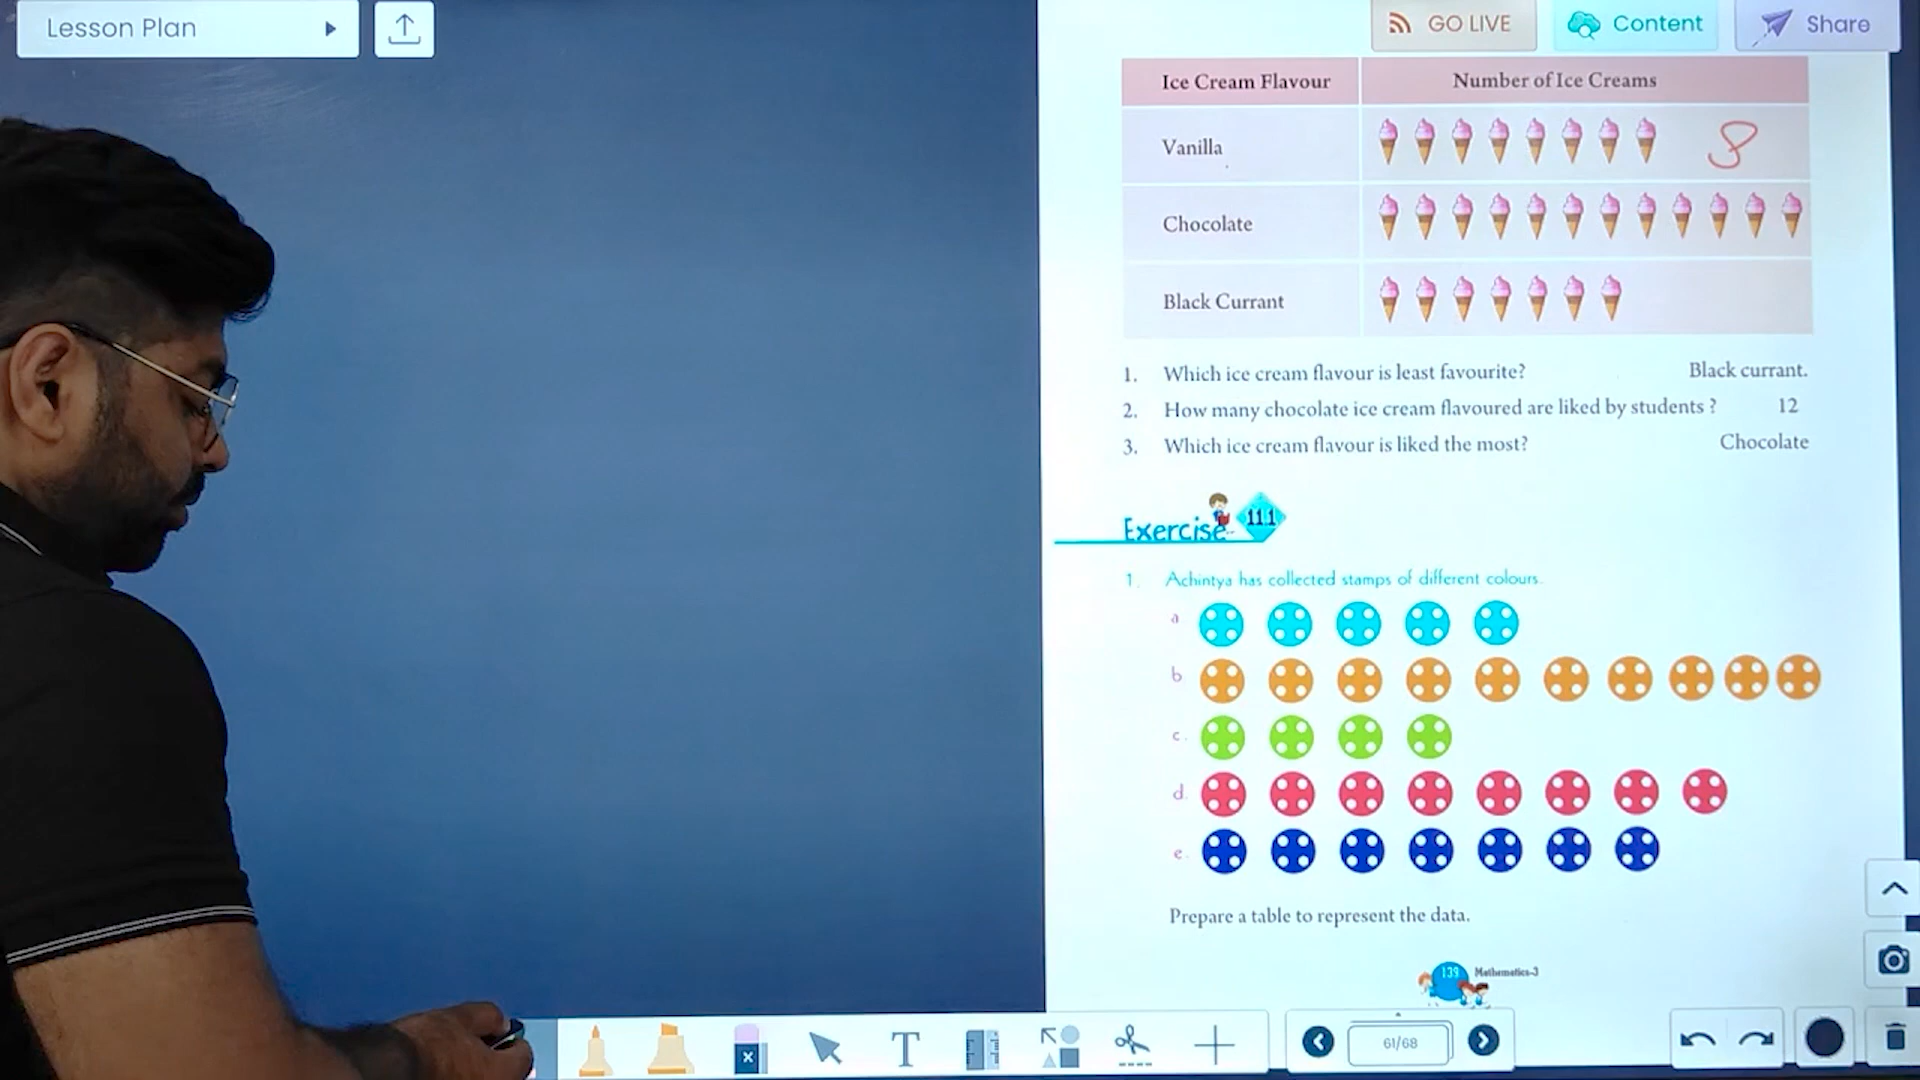 Lesson Plan
GO LIVE
Content
Share
Ice Cream Flavour Number of Ice Creams
Vanilla 8
Chocolate
Black Currant
1. Which ice cream flavour is least favourite? Black currant.
2. How many chocolate ice cream flavoured are liked by students ? 12
3. Which ice cream flavour is liked the most? Chocolate
Exercise 11.1
1. Achintya has collected stamps of different colours.
a
b
c.
d.
e.
Prepare a table to represent the data.
139 Mathematics-3
T
61/68